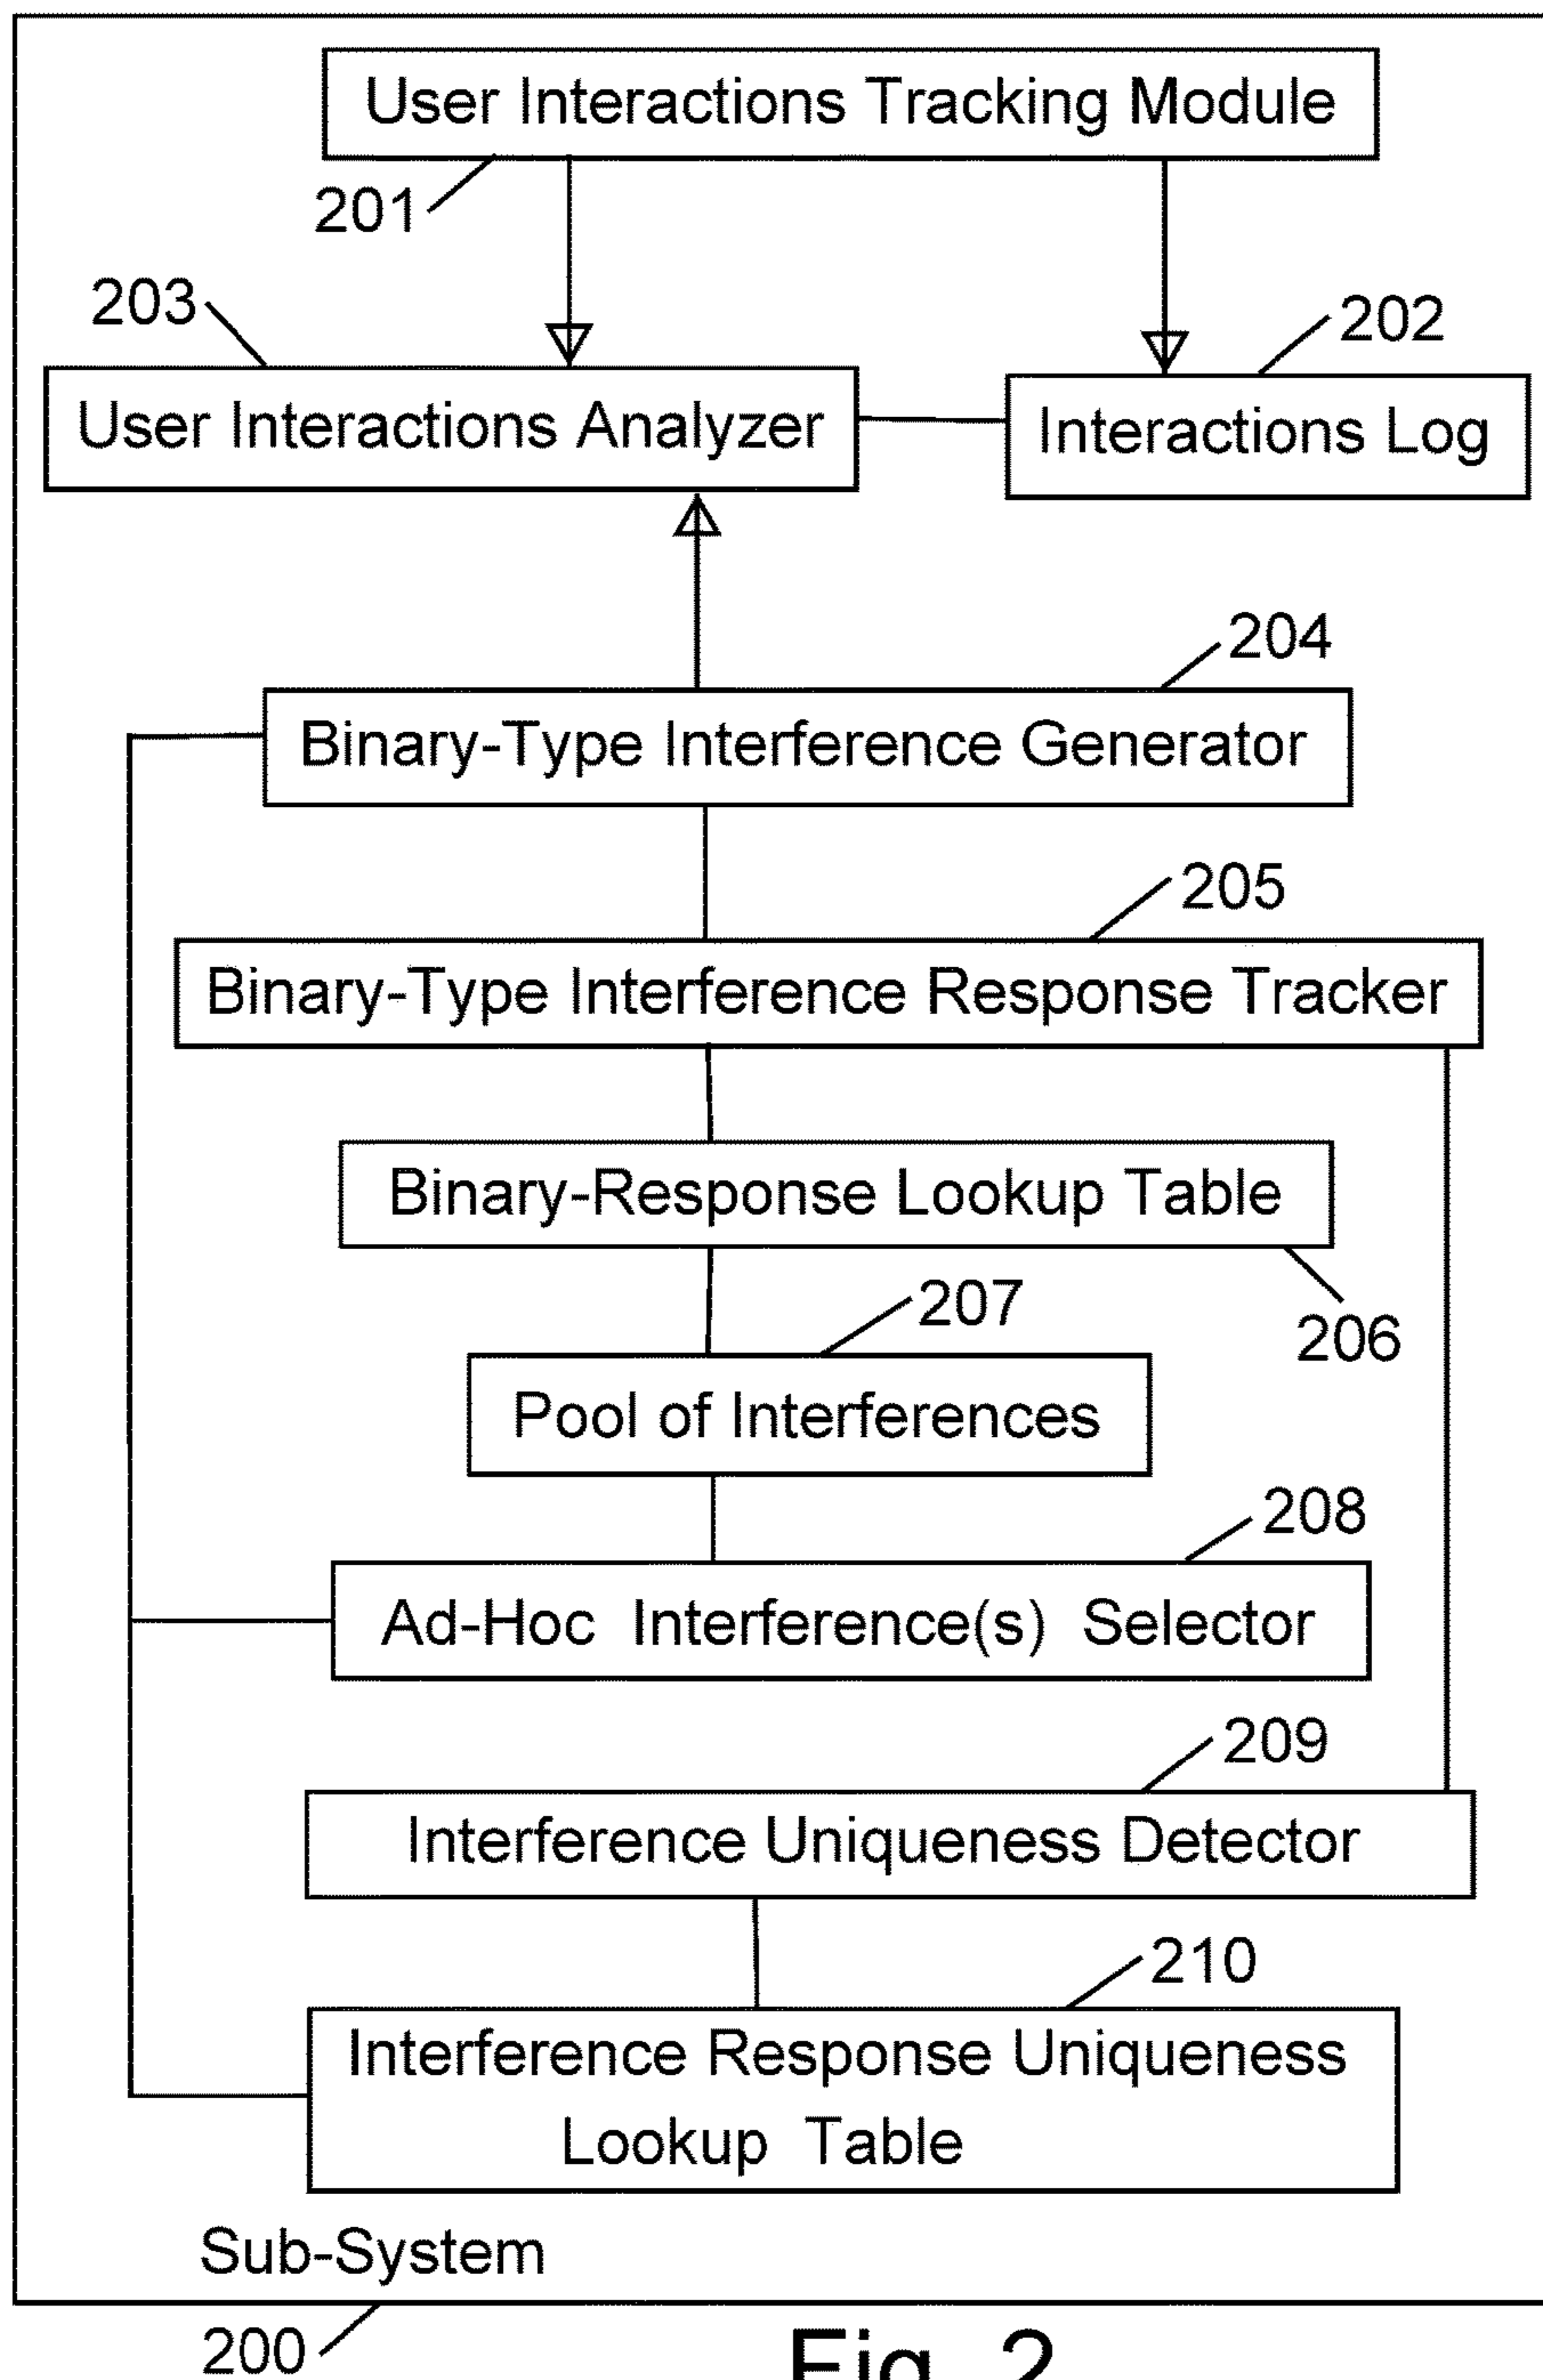 User Interactions Tracking Module
201
203
202
User Interactions Analyzer
Interactions Log
204
Binary-Type Interference Generator
205
Binary-Type Interference Response Tracker
Binary-Response Lookup Table
207
206
Pool of Interferences
208
Ad-Hoc Interference(s) Selector
209
Interference Uniqueness Detector
210
Interference Response Uniqueness
Lookup Table
Sub-System
200
Fig. 2